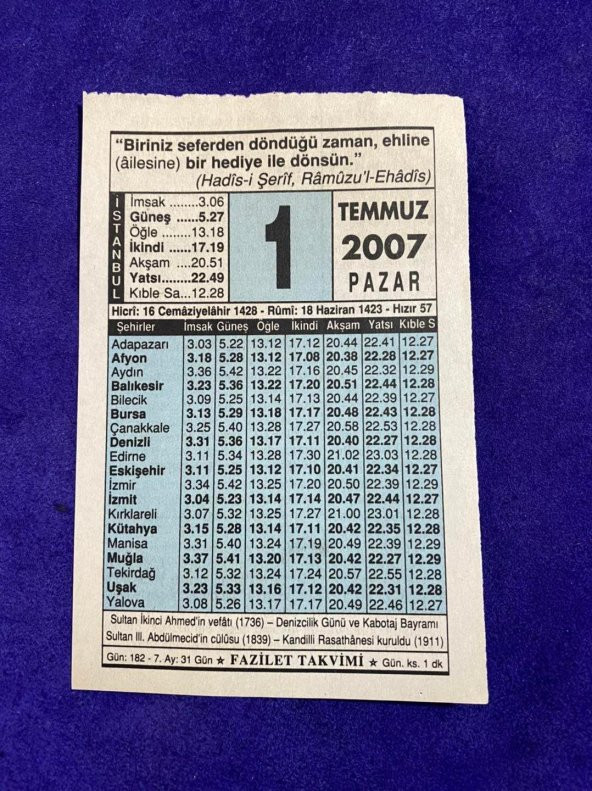 “Biriniz seferden döndüğü zaman, ehline
(âilesine) bir hediye ile dönsün.”
(Hadîs-i Şerîf, Râmûzu'l-Ehâdîs)
İSTANBUL
İmsak ........3.06
Güneş ......5.27
Öğle ........13.18
İkindi ......17.19
Akşam ....20.51
Yatsı........22.49
Kıble Sa...12.28
1
TEMMUZ
2007
PAZAR
Hicrî: 16 Cemâziyelâhir 1428 - Rûmî: 18 Haziran 1423 - Hızır 57
Şehirler İmsak Güneş Öğle İkindi Akşam Yatsı Kıble S
Adapazarı 3.03 5.22 13.12 17.12 20.44 22.41 12.27
Afyon 3.18 5.28 13.12 17.08 20.38 22.28 12.27
Aydın 3.36 5.42 13.22 17.16 20.45 22.32 12.29
Balıkesir 3.23 5.36 13.22 17.20 20.51 22.44 12.28
Bilecik 3.09 5.25 13.14 17.13 20.44 22.39 12.27
Bursa 3.13 5.29 13.18 17.17 20.48 22.43 12.28
Çanakkale 3.25 5.40 13.28 17.27 20.58 22.53 12.28
Denizli 3.31 5.36 13.17 17.11 20.40 22.27 12.28
Edirne 3.11 5.34 13.28 17.30 21.02 23.03 12.28
Eskişehir 3.11 5.25 13.12 17.10 20.41 22.34 12.27
İzmir 3.34 5.42 13.25 17.20 20.50 22.39 12.29
İzmit 3.04 5.23 13.14 17.14 20.47 22.44 12.27
Kırklareli 3.07 5.32 13.25 17.27 21.00 23.01 12.28
Kütahya 3.15 5.28 13.14 17.11 20.42 22.35 12.28
Manisa 3.31 5.40 13.24 17.19 20.49 22.39 12.29
Muğla 3.37 5.41 13.20 17.13 20.42 22.27 12.29
Tekirdağ 3.12 5.32 13.24 17.24 20.57 22.55 12.28
Uşak 3.23 5.33 13.16 17.12 20.42 22.31 12.28
Yalova 3.08 5.26 13.17 17.17 20.49 22.46 12.27
Sultan İkinci Ahmed'in vefâtı (1736) – Denizcilik Günü ve Kabotaj Bayramı
Sultan III. Abdülmecid'in cülûsu (1839) – Kandilli Rasathânesi kuruldu (1911)
Gün: 182 - 7. Ay: 31 Gün ★ FAZİLET TAKVİMİ ★ Gün. ks. 1 dk